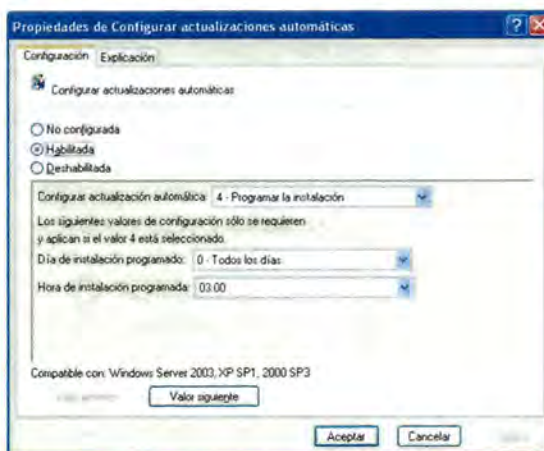 Propiedades de Configurar actualizaciones automáticas
Configuración Explicación
Configurar actualizaciones automáticas
No configurada
Habilitada
Deshabilitada
Configurar actualización automática: 4 - Programar la instalación
Los siguientes valores de configuración sólo se requieren
y aplican si el valor 4 está seleccionado.
Día de instalación programado: 0 - Todos los días
Hora de instalación programada: 03:00
Compatible con: Windows Server 2003, XP SP1, 2000 SP3
Valor siguiente
Aceptar Cancelar